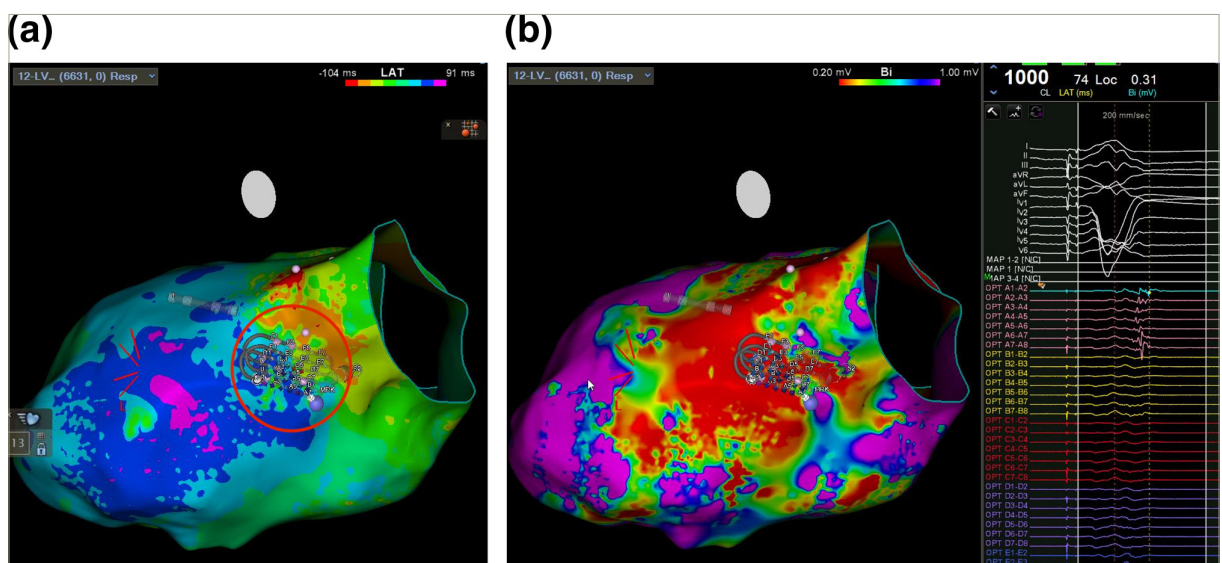 (a)
(b)
12-LV... (6631, 0) Resp
-104 ms
LAT
91 ms
13
12-LV... (6631, 0) Resp
0.20 mV
Bi
1.00 mV
1000
74
Loc
0.31
CL
LAT (ms)
Bi (mV)
200 mm/sec
I
II
III
aVR
aVL
aVF
V1
V2
V3
V4
V5
V6
MAP 1-2 [N/C]
MAP 1 [N/C]
MAP 3-4 [N/C]
OPT A1-A2
OPT A2-A3
OPT A3-A4
OPT A4-A5
OPT A5-A6
OPT A6-A7
OPT A7-A8
OPT B1-B2
OPT B2-B3
OPT B3-B4
OPT B4-B5
OPT B5-B6
OPT B6-B7
OPT B7-B8
OPT C1-C2
OPT C2-C3
OPT C3-C4
OPT C4-C5
OPT C5-C6
OPT C6-C7
OPT C7-C8
OPT D1-D2
OPT D2-D3
OPT D3-D4
OPT D4-D5
OPT D5-D6
OPT D6-D7
OPT D7-D8
OPT E1-E2